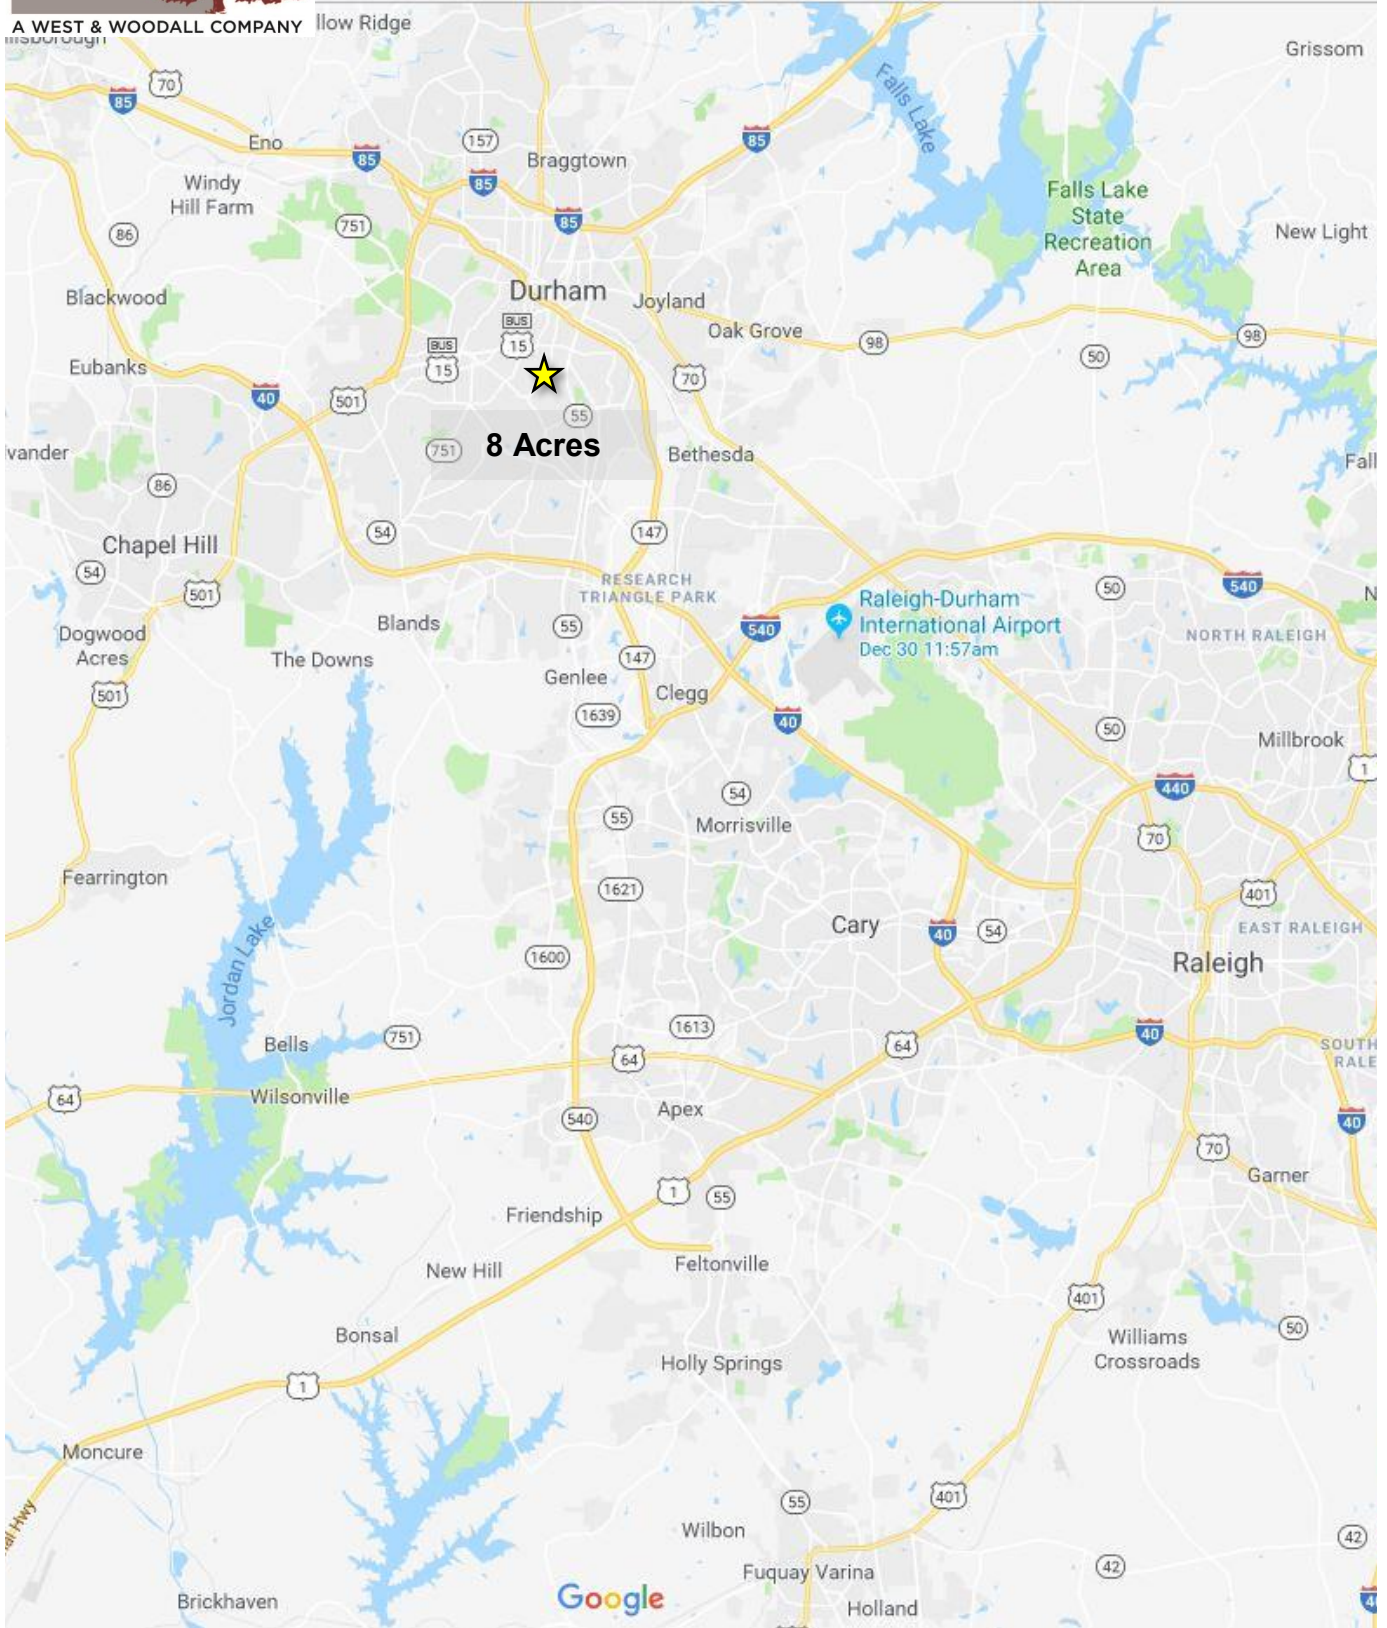 A WEST & WOODALL COMPANY
llow Ridge
Grissom
70
85
Falls Lake
85
Eno
157
Braggtown
85
85
Windy
Hill Farm
Falls Lake
State
Recreation
Area
751
85
86
New Light
Blackwood
Durham
Joyland
BUS
15
Oak Grove
98
98
BUS
15
50
Eubanks
70
40
501
55
8 Acres
751
vander
Bethesda
Fall
86
54
147
Chapel Hill
54
501
RESEARCH
TRIANGLE PARK
50
540
N
Raleigh-Durham
International Airport
Dec 30 11:57am
540
55
Blands
NORTH RALEIGH
Dogwood
Acres
The Downs
147
Genlee
Clegg
501
1639
40
50
Millbrook
1
440
54
55
Morrisville
70
Fearrington
1621
401
Cary
40
54
EAST RALEIGH
Jordan Lake
1600
Raleigh
1613
751
Bells
64
64
40
SOUTH
RALE
64
Wilsonville
540
Apex
40
70
Garner
1
55
Friendship
New Hill
Feltonville
401
50
Bonsal
Williams
Crossroads
Holly Springs
1
Moncure
55
401
Wilbon
42
42
Fuquay Varina
Brickhaven
Google
Holland